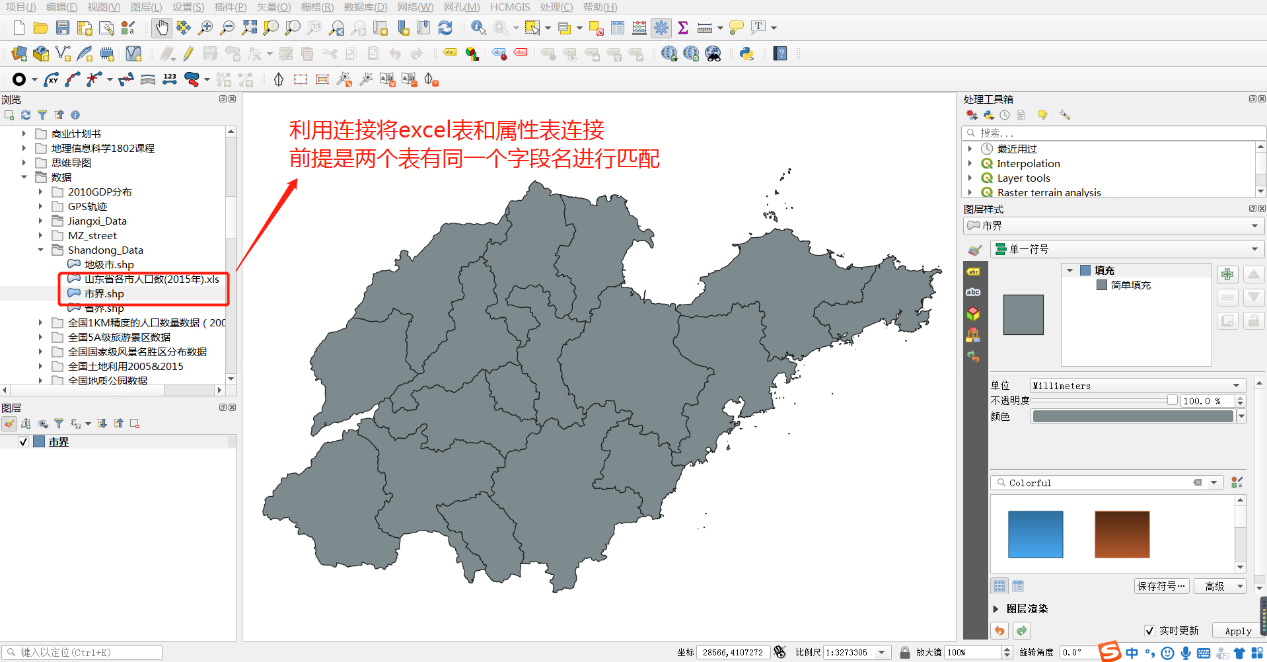 项目(J) 编辑(E) 视图(V) 图层(L) 设置(S) 插件(P) 矢量(O) 栅格(R) 数据库(D) 网络(W) 网孔(M) HCMGIS 处理(C) 帮助(H)
浏览
商业计划书
地理信息科学1802课程
思维导图
数据
2010GDP分布
GPS轨迹
Jiangxi_Data
MZ_street
Shandong_Data
地级市.shp
山东省各市人口数(2015年).xls
市界.shp
省界.shp
全国1KM精度的人口数量数据（200
全国5A级旅游景区数据
全国国家级风景名胜区分布数据
全国土地利用2005&2015
全国地质公园数据
图层
市界
利用连接将excel表和属性表连接
前提是两个表有同一个字段名进行匹配
处理工具箱
搜索...
最近用过
Interpolation
Layer tools
Raster terrain analysis
图层样式
市界
单一符号
填充
简单填充
单位 Millimeters
不透明度 100.0 %
颜色
Colorful
保存符号… 高级
图层渲染
实时更新 Apply
键入以定位(Ctrl+K) 坐标 28566,4107272 比例尺 1:3273305 放大镜 100% 旋转角度 0.0° 中